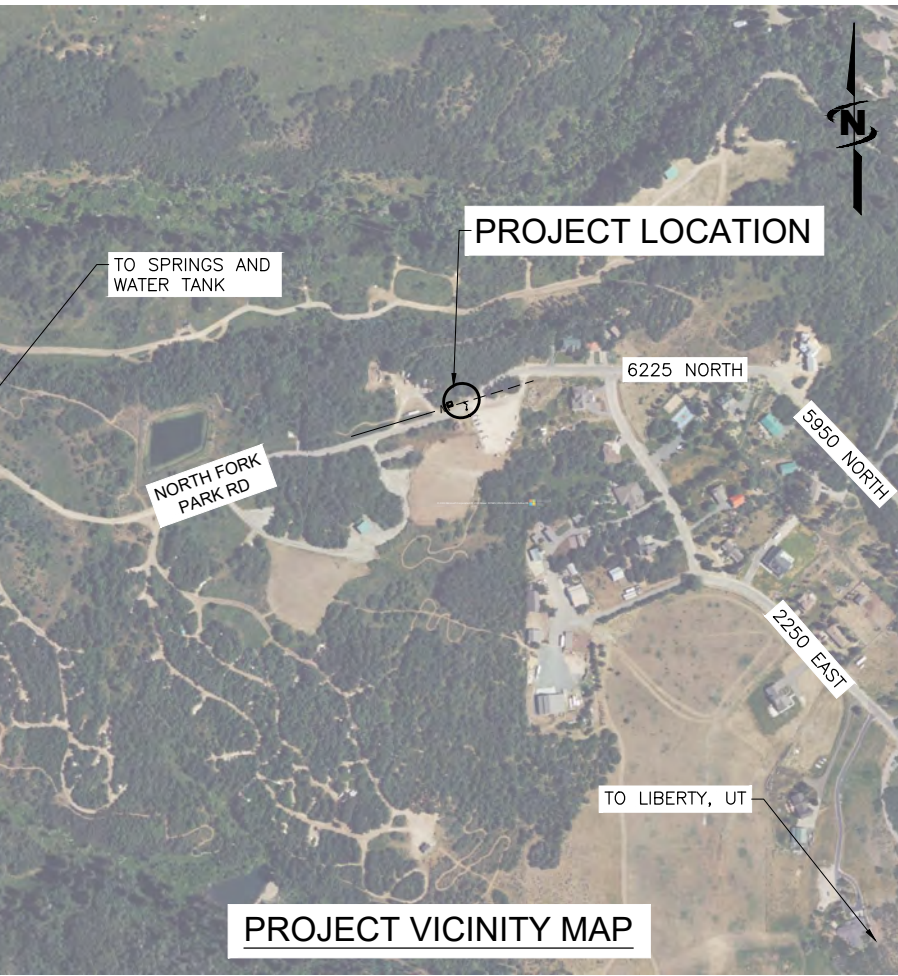 N
PROJECT LOCATION
TO SPRINGS AND
WATER TANK
6225 NORTH
5950 NORTH
NORTH FORK
PARK RD
2250 EAST
TO LIBERTY, UT
PROJECT VICINITY MAP